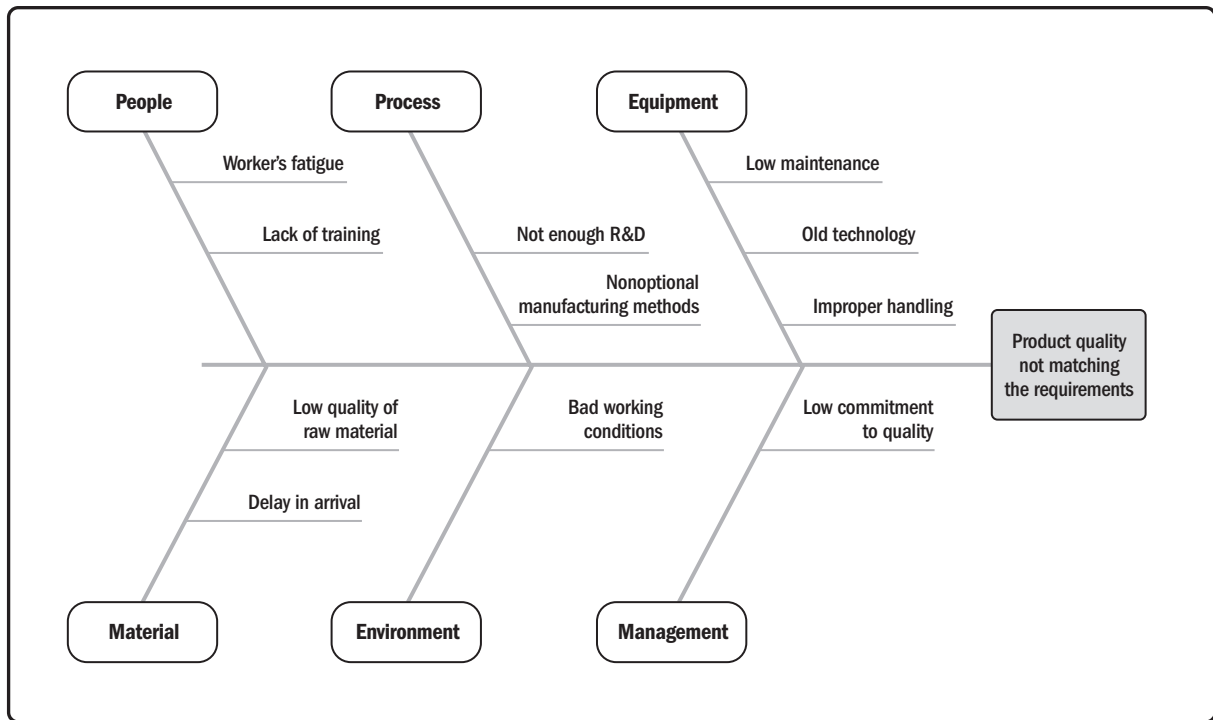 People
Process
Equipment
Worker's fatigue
Low maintenance
Lack of training
Not enough R&D
Old technology
Nonoptional
manufacturing methods
Improper handling
Product quality
not matching
the requirements
Low quality of
raw material
Bad working
conditions
Low commitment
to quality
Delay in arrival
Material
Environment
Management